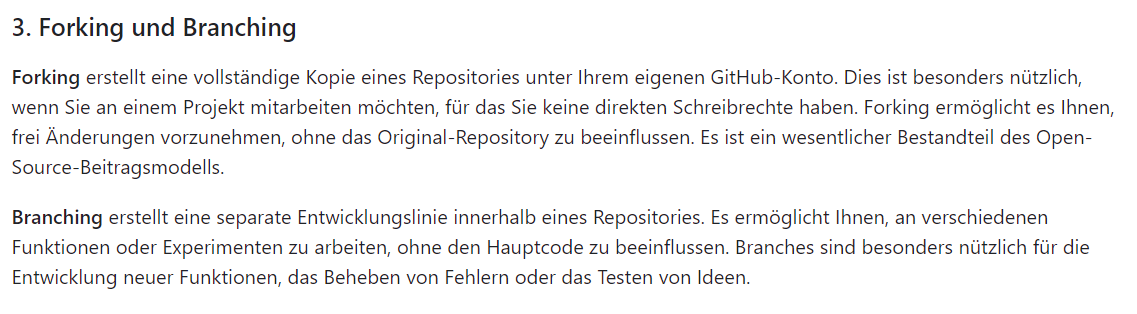 3. Forking und Branching
Forking erstellt eine vollständige Kopie eines Repositories unter Ihrem eigenen GitHub-Konto. Dies ist besonders nützlich,
wenn Sie an einem Projekt mitarbeiten möchten, für das Sie keine direkten Schreibrechte haben. Forking ermöglicht es Ihnen,
frei Änderungen vorzunehmen, ohne das Original-Repository zu beeinflussen. Es ist ein wesentlicher Bestandteil des Open-
Source-Beitragsmodells.
Branching erstellt eine separate Entwicklungslinie innerhalb eines Repositories. Es ermöglicht Ihnen, an verschiedenen
Funktionen oder Experimenten zu arbeiten, ohne den Hauptcode zu beeinflussen. Branches sind besonders nützlich für die
Entwicklung neuer Funktionen, das Beheben von Fehlern oder das Testen von Ideen.